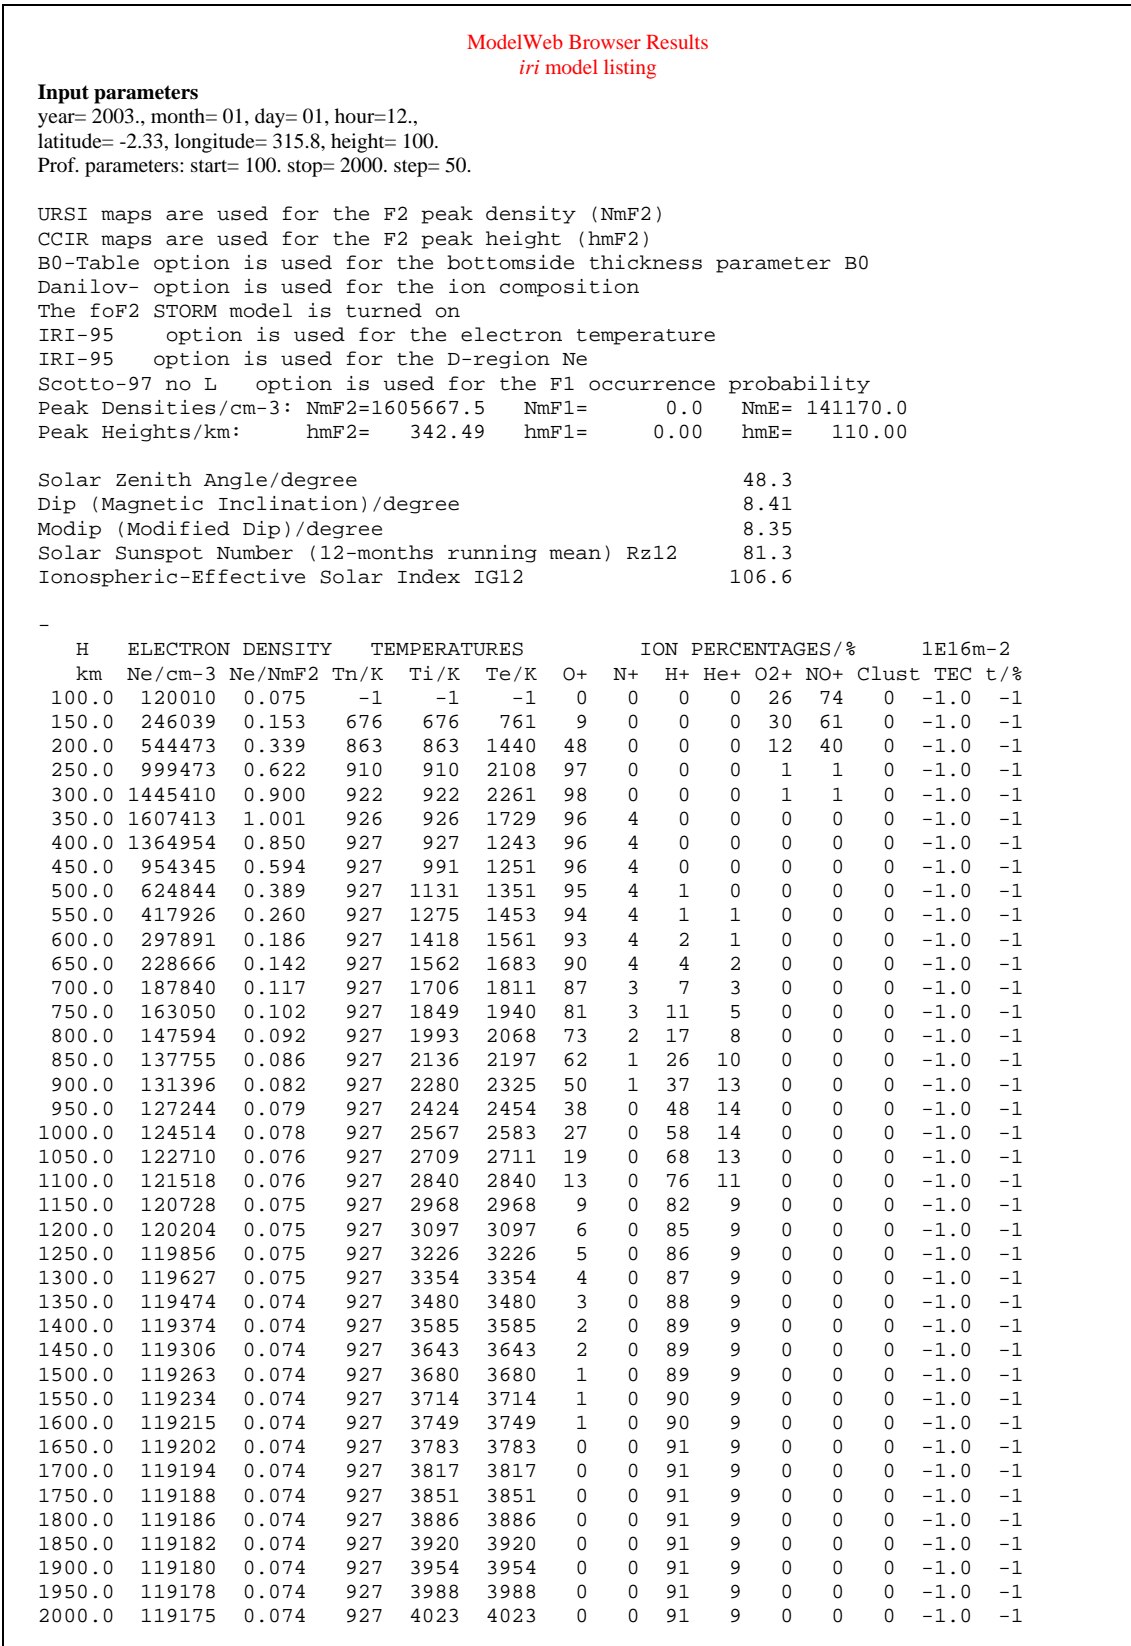 ModelWeb Browser Results
iri model listing
Input parameters
year= 2003., month= 01, day= 01, hour=12.,
latitude= -2.33, longitude= 315.8, height= 100.
Prof. parameters: start= 100. stop= 2000. step= 50.
URSI maps are used for the F2 peak density (NmF2)
CCIR maps are used for the F2 peak height (hmF2)
B0-Table option is used for the bottomside thickness parameter B0
Danilov- option is used for the ion composition
The foF2 STORM model is turned on
IRI-95 option is used for the electron temperature
IRI-95 option is used for the D-region Ne
Scotto-97 no L option is used for the F1 occurrence probability
Peak Densities/cm-3: NmF2=1605667.5 NmF1= 0.0 NmE= 141170.0
Peak Heights/km: hmF2= 342.49 hmF1= 0.00 hmE= 110.00
Solar Zenith Angle/degree 48.3
Dip (Magnetic Inclination)/degree 8.41
Modip (Modified Dip)/degree 8.35
Solar Sunspot Number (12-months running mean) Rz12 81.3
Ionospheric-Effective Solar Index IG12 106.6
-
H ELECTRON DENSITY TEMPERATURES ION PERCENTAGES/% 1E16m-2
km Ne/cm-3 Ne/NmF2 Tn/K Ti/K Te/K O+ N+ H+ He+ O2+ NO+ Clust TEC t/%
100.0 120010 0.075 -1 -1 -1 0 0 0 0 26 74 0 -1.0 -1
150.0 246039 0.153 676 676 761 9 0 0 0 30 61 0 -1.0 -1
200.0 544473 0.339 863 863 1440 48 0 0 0 12 40 0 -1.0 -1
250.0 999473 0.622 910 910 2108 97 0 0 0 1 1 0 -1.0 -1
300.0 1445410 0.900 922 922 2261 98 0 0 0 1 1 0 -1.0 -1
350.0 1607413 1.001 926 926 1729 96 4 0 0 0 0 0 -1.0 -1
400.0 1364954 0.850 927 927 1243 96 4 0 0 0 0 0 -1.0 -1
450.0 954345 0.594 927 991 1251 96 4 0 0 0 0 0 -1.0 -1
500.0 624844 0.389 927 1131 1351 95 4 1 0 0 0 0 -1.0 -1
550.0 417926 0.260 927 1275 1453 94 4 1 1 0 0 0 -1.0 -1
600.0 297891 0.186 927 1418 1561 93 4 2 1 0 0 0 -1.0 -1
650.0 228666 0.142 927 1562 1683 90 4 4 2 0 0 0 -1.0 -1
700.0 187840 0.117 927 1706 1811 87 3 7 3 0 0 0 -1.0 -1
750.0 163050 0.102 927 1849 1940 81 3 11 5 0 0 0 -1.0 -1
800.0 147594 0.092 927 1993 2068 73 2 17 8 0 0 0 -1.0 -1
850.0 137755 0.086 927 2136 2197 62 1 26 10 0 0 0 -1.0 -1
900.0 131396 0.082 927 2280 2325 50 1 37 13 0 0 0 -1.0 -1
950.0 127244 0.079 927 2424 2454 38 0 48 14 0 0 0 -1.0 -1
1000.0 124514 0.078 927 2567 2583 27 0 58 14 0 0 0 -1.0 -1
1050.0 122710 0.076 927 2709 2711 19 0 68 13 0 0 0 -1.0 -1
1100.0 121518 0.076 927 2840 2840 13 0 76 11 0 0 0 -1.0 -1
1150.0 120728 0.075 927 2968 2968 9 0 82 9 0 0 0 -1.0 -1
1200.0 120204 0.075 927 3097 3097 6 0 85 9 0 0 0 -1.0 -1
1250.0 119856 0.075 927 3226 3226 5 0 86 9 0 0 0 -1.0 -1
1300.0 119627 0.075 927 3354 3354 4 0 87 9 0 0 0 -1.0 -1
1350.0 119474 0.074 927 3480 3480 3 0 88 9 0 0 0 -1.0 -1
1400.0 119374 0.074 927 3585 3585 2 0 89 9 0 0 0 -1.0 -1
1450.0 119306 0.074 927 3643 3643 2 0 89 9 0 0 0 -1.0 -1
1500.0 119263 0.074 927 3680 3680 1 0 89 9 0 0 0 -1.0 -1
1550.0 119234 0.074 927 3714 3714 1 0 90 9 0 0 0 -1.0 -1
1600.0 119215 0.074 927 3749 3749 1 0 90 9 0 0 0 -1.0 -1
1650.0 119202 0.074 927 3783 3783 0 0 91 9 0 0 0 -1.0 -1
1700.0 119194 0.074 927 3817 3817 0 0 91 9 0 0 0 -1.0 -1
1750.0 119188 0.074 927 3851 3851 0 0 91 9 0 0 0 -1.0 -1
1800.0 119186 0.074 927 3886 3886 0 0 91 9 0 0 0 -1.0 -1
1850.0 119182 0.074 927 3920 3920 0 0 91 9 0 0 0 -1.0 -1
1900.0 119180 0.074 927 3954 3954 0 0 91 9 0 0 0 -1.0 -1
1950.0 119178 0.074 927 3988 3988 0 0 91 9 0 0 0 -1.0 -1
2000.0 119175 0.074 927 4023 4023 0 0 91 9 0 0 0 -1.0 -1